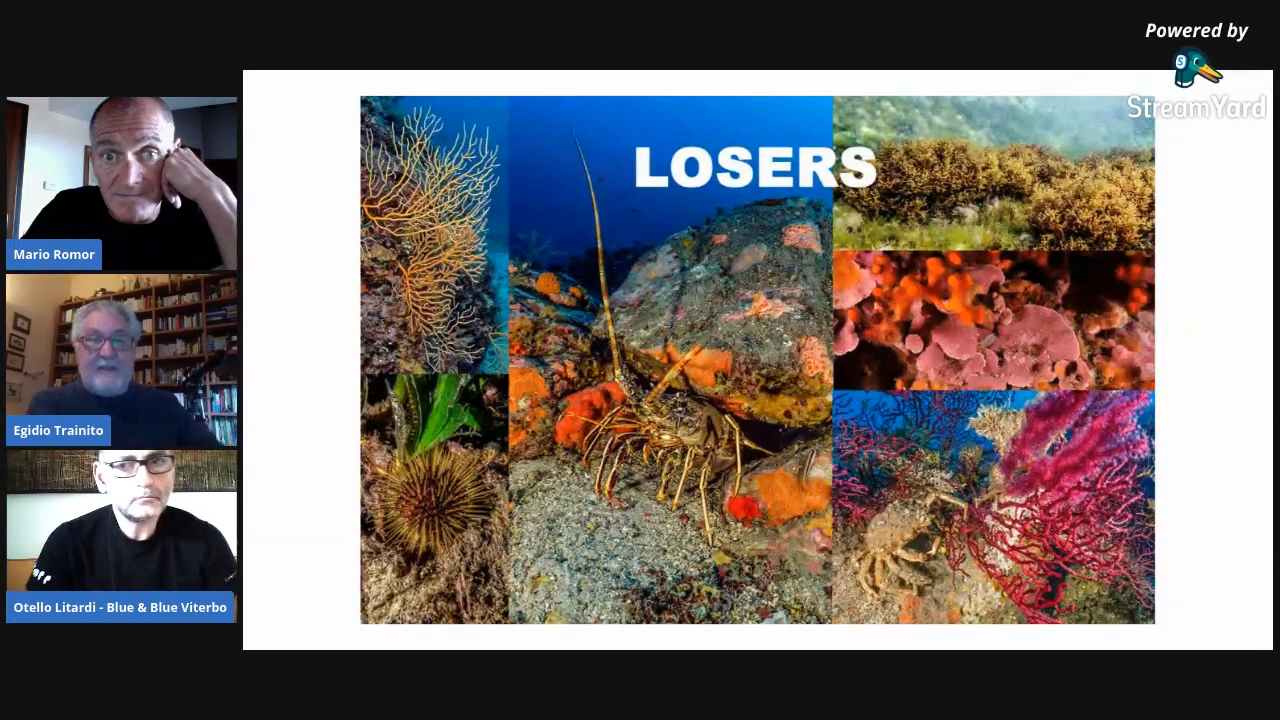 Powered by
StreamYard
LOSERS
Mario Romor
Egidio Trainito
Otello Litardi - Blue & Blue Viterbo